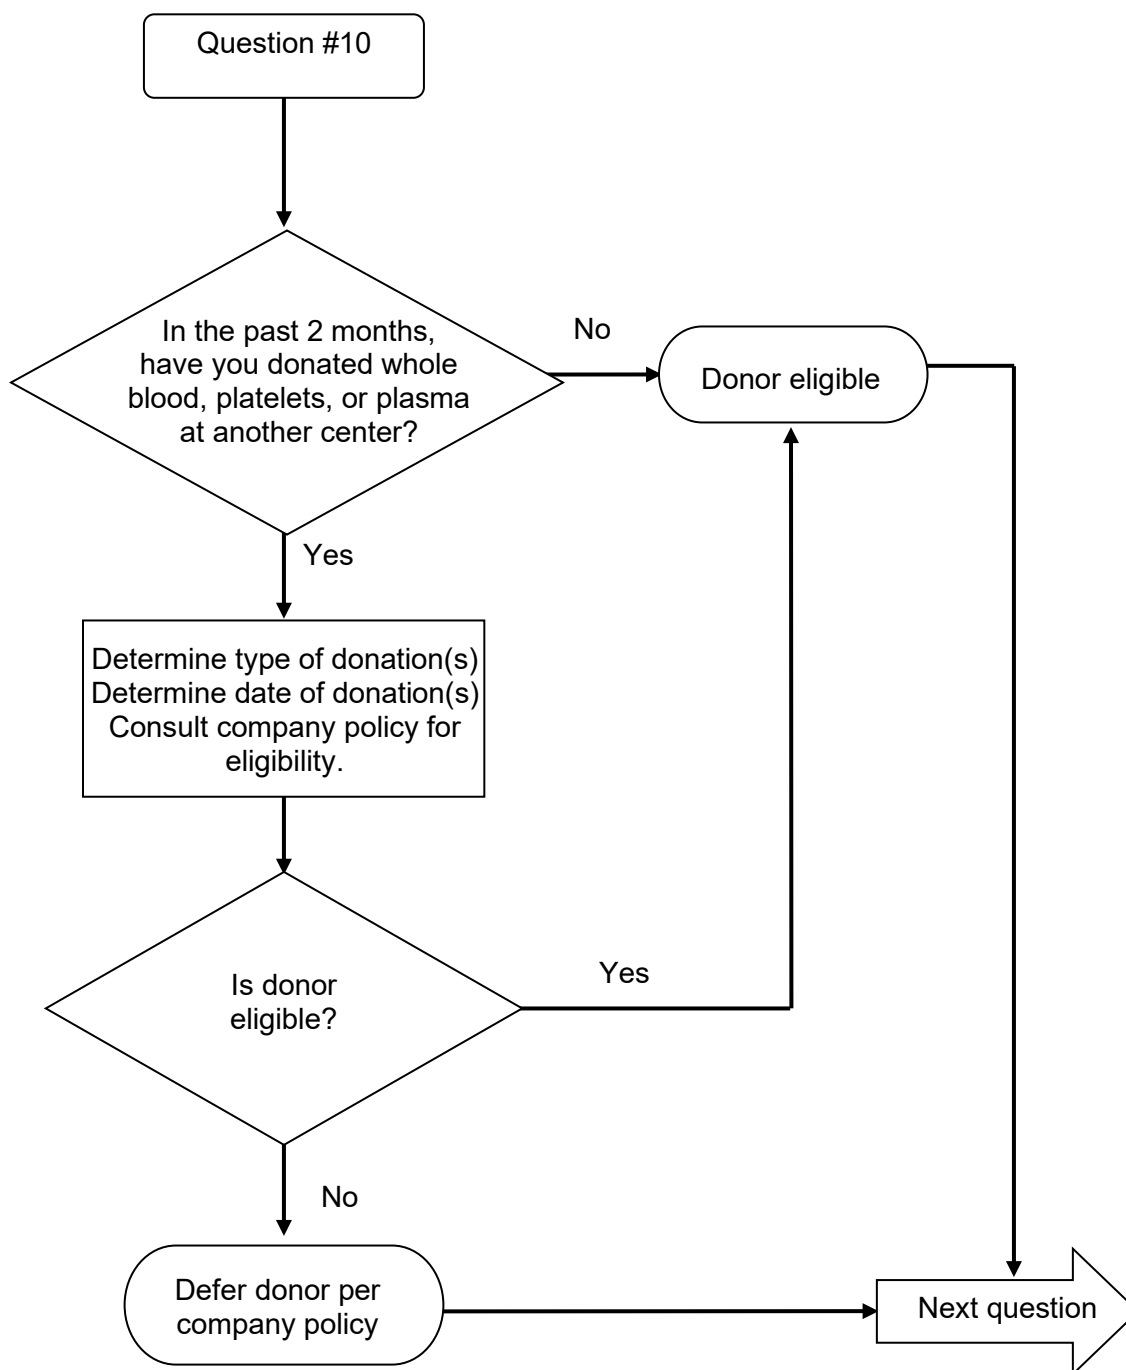 Question #10
In the past 2 months,
have you donated whole
blood, platelets, or plasma
at another center?
No
Donor eligible
Yes
Determine type of donation(s)
Determine date of donation(s)
Consult company policy for
eligibility.
Is donor
eligible?
Yes
No
Defer donor per
company policy
Next question